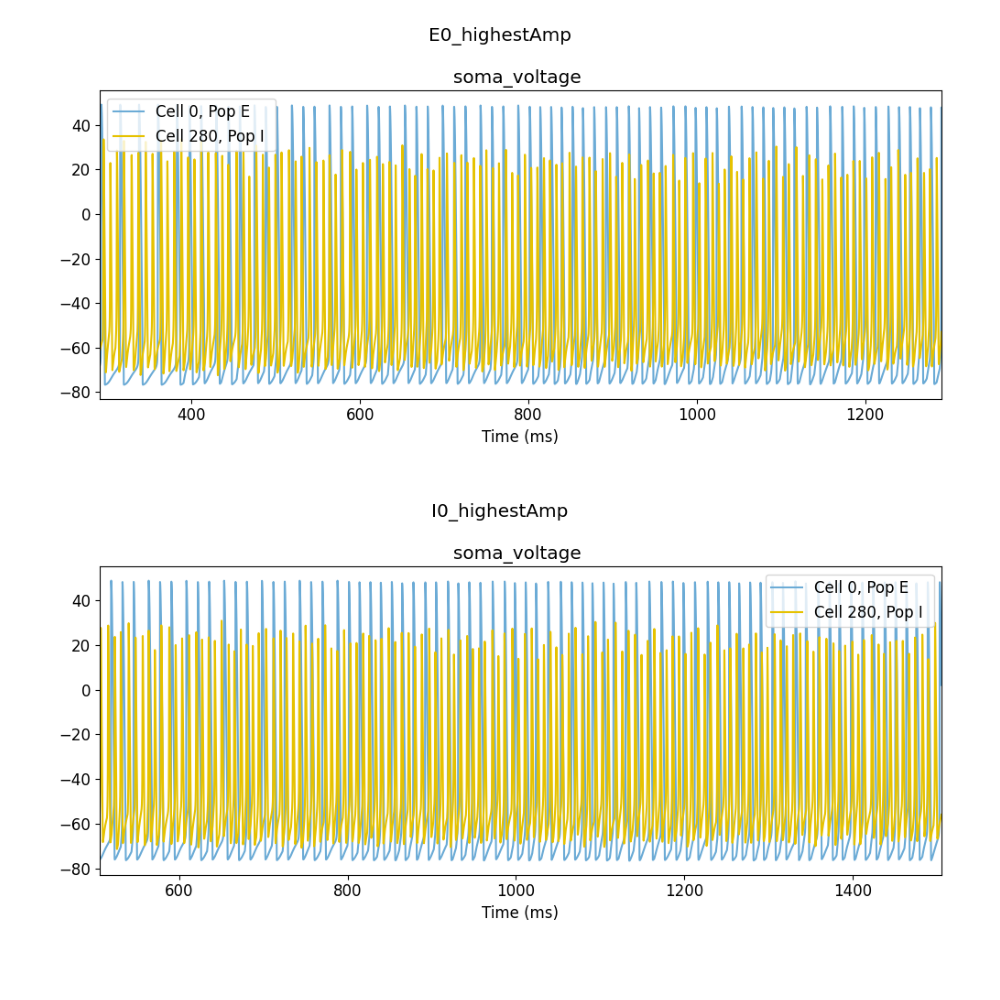 E0_highestAmp
soma_voltage
Cell 0, Pop E
Cell 280, Pop I
40
20
0
−20
−40
−60
−80
400 600 800 1000 1200
Time (ms)
I0_highestAmp
soma_voltage
Cell 0, Pop E
Cell 280, Pop I
40
20
0
−20
−40
−60
−80
600 800 1000 1200 1400
Time (ms)